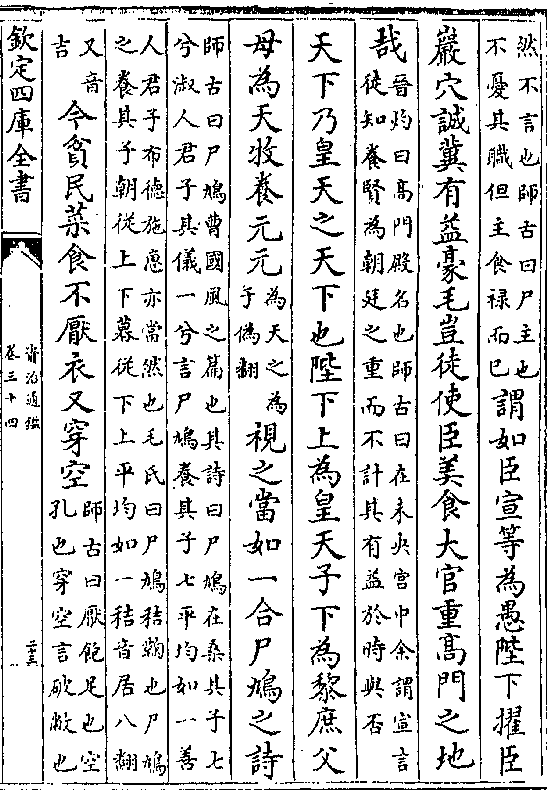 然不言也師古曰尸主也
不憂其職但主食禄而已
謂如臣宣等為愚陛下擢臣
巖穴誠冀有益豪毛豈徒使臣美食大官重髙門之地
哉
晉灼曰髙門殿名也師古曰在未央宫中余謂宣言
徒知養賢為朝廷之重而不計其有益於時與否
天下乃皇天之天下也陛下上為皇天子下為黎庶父
母為天牧養元元
為天之為
于偽翻
視之當如一合尸鳩之詩
師古曰尸鳩曹國風之篇也其詩曰尸鳩在桑其子七
兮淑人君子其儀一兮言尸鳩養其子七平均如一善
人君子布德施惠亦當然也毛氏曰尸鳩秸鞠也尸鳩
之養其子朝從上下暮從下上平均如一秸音居八翻
又音
吉
今貧民菜食不厭衣又穿空
師古曰厭飽足也空
孔也穿空言破敝也
欽定四庫全書
資治通鑑
卷三十四